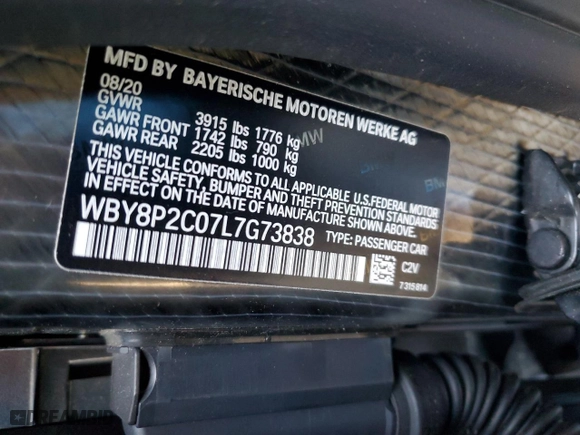 MFD BY BAYERISCHE MOTOREN WERKE AG
08/20
GVWR 3915 lbs 1776 kg
GAWR FRONT 1742 lbs 790 kg
GAWR REAR 2205 lbs 1000 kg
THIS VEHICLE CONFORMS TO ALL APPLICABLE U.S.FEDERAL MOTOR
VEHICLE SAFETY, BUMPER AND THEFT PREVENTION STANDARDS
IN EFFECT ON THE DATE OF MANUFACTURE SHOWN ABOVE.
WBY8P2C07L7G73838 TYPE: PASSENGER CAR
C2V
7315814
DREAMBID